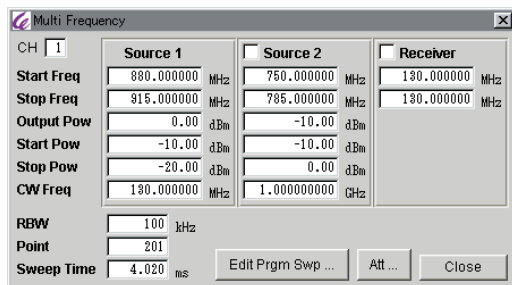 Multi Frequency
CH 1 Source 1 Source 2 Receiver
Start Freq 880.000000 MHz 750.000000 MHz 130.000000 MHz
Stop Freq 915.000000 MHz 785.000000 MHz 130.000000 MHz
Output Pow 0.00 dBm -10.00 dBm
Start Pow -10.00 dBm -10.00 dBm
Stop Pow -20.00 dBm 0.00 dBm
CW Freq 130.000000 MHz 1.000000000 GHz
RBW 100 kHz
Point 201
Sweep Time 4.020 ms Edit Prgm Swp ... Att ... Close